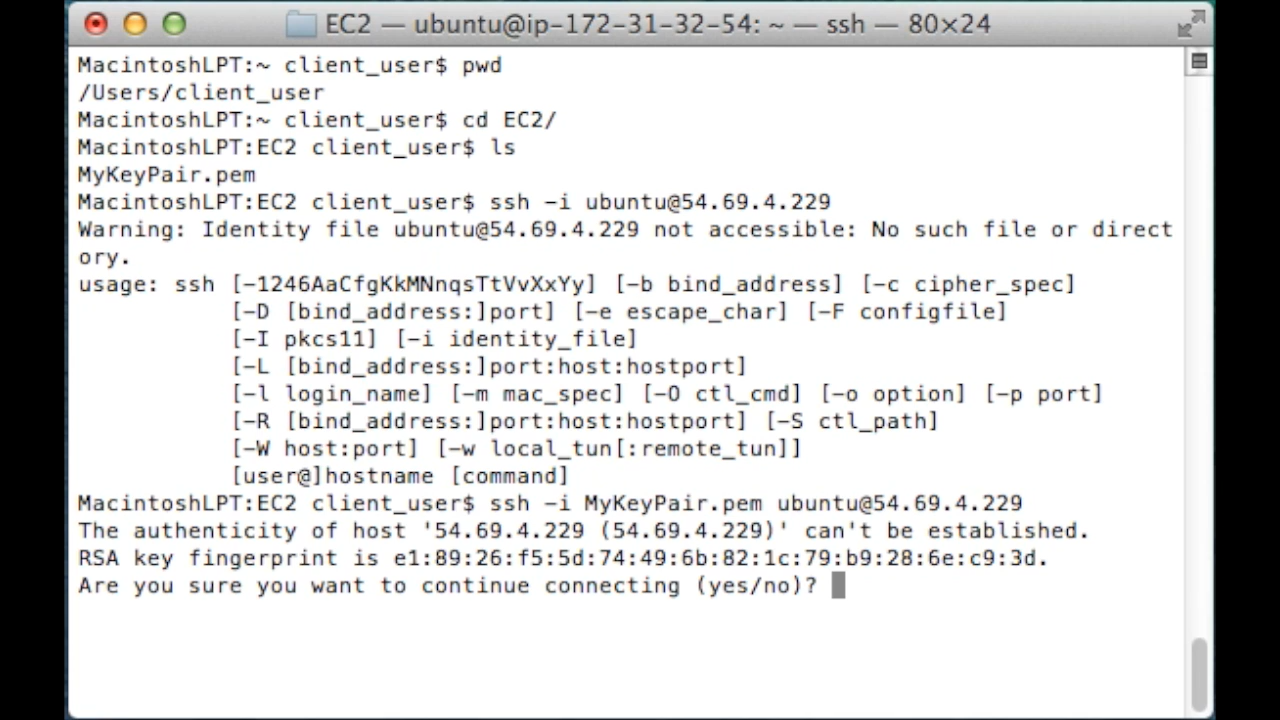 EC2 — ubuntu@ip-172-31-32-54: ~ — ssh — 80×24
MacintoshLPT:~ client_user$ pwd
/Users/client_user
MacintoshLPT:~ client_user$ cd EC2/
MacintoshLPT:EC2 client_user$ ls
MyKeyPair.pem
MacintoshLPT:EC2 client_user$ ssh -i ubuntu@54.69.4.229
Warning: Identity file ubuntu@54.69.4.229 not accessible: No such file or direct
ory.
usage: ssh [-1246AaCfgKkMNnqsTtVvXxYy] [-b bind_address] [-c cipher_spec]
[-D [bind_address:]port] [-e escape_char] [-F configfile]
[-I pkcs11] [-i identity_file]
[-L [bind_address:]port:host:hostport]
[-l login_name] [-m mac_spec] [-O ctl_cmd] [-o option] [-p port]
[-R [bind_address:]port:host:hostport] [-S ctl_path]
[-W host:port] [-w local_tun[:remote_tun]]
[user@]hostname [command]
MacintoshLPT:EC2 client_user$ ssh -i MyKeyPair.pem ubuntu@54.69.4.229
The authenticity of host '54.69.4.229 (54.69.4.229)' can't be established.
RSA key fingerprint is e1:89:26:f5:5d:74:49:6b:82:1c:79:b9:28:6e:c9:3d.
Are you sure you want to continue connecting (yes/no)?